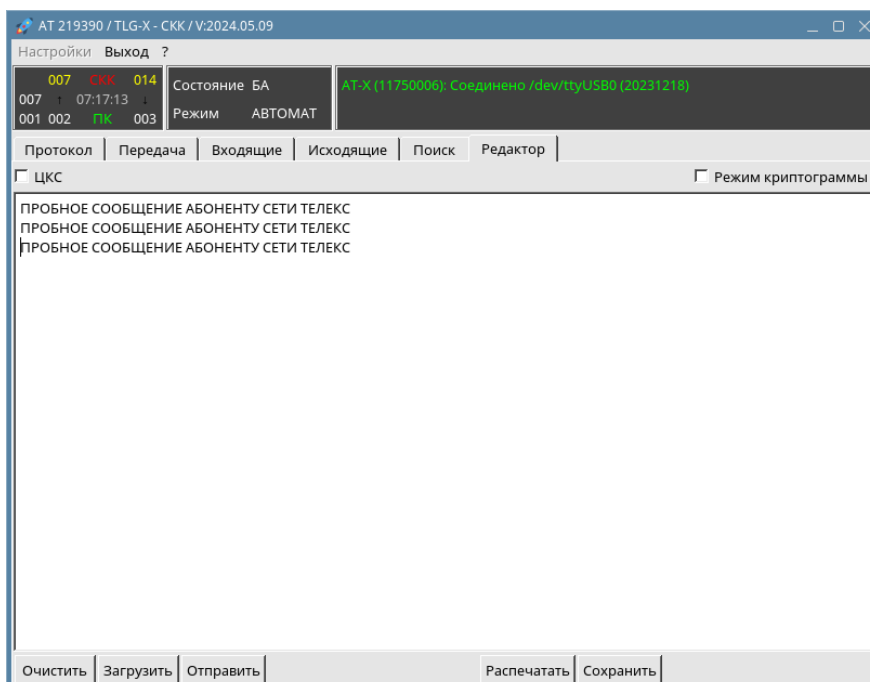 AT 219390 / TLG-X - СКК / V:2024.05.09
Настройки Выход ?
007 СКК 014
007 ↑ 07:17:13 ↓
001 002 ПК 003
Состояние БА
Режим АВТОМАТ
AT-X (11750006): Соединено /dev/ttyUSB0 (20231218)
Протокол Передача Входящие Исходящие Поиск Редактор
ЦКС Режим криптограммы
ПРОБНОЕ СООБЩЕНИЕ АБОНЕНТУ СЕТИ ТЕЛЕКС
ПРОБНОЕ СООБЩЕНИЕ АБОНЕНТУ СЕТИ ТЕЛЕКС
ПРОБНОЕ СООБЩЕНИЕ АБОНЕНТУ СЕТИ ТЕЛЕКС
Очистить Загрузить Отправить Распечатать Сохранить